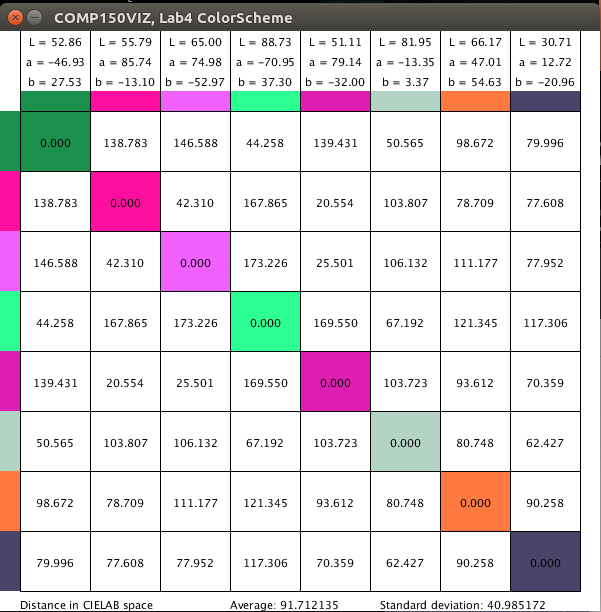 COMP150VIZ, Lab4 ColorScheme
L = 52.86 L = 55.79 L = 65.00 L = 88.73 L = 51.11 L = 81.95 L = 66.17 L = 30.71
a = −46.93 a = 85.74 a = 74.98 a = −70.95 a = 79.14 a = −13.35 a = 47.01 a = 12.72
b = 27.53 b = −13.10 b = −52.97 b = 37.30 b = −32.00 b = 3.37 b = 54.63 b = −20.96
0.000 138.783 146.588 44.258 139.431 50.565 98.672 79.996
138.783 0.000 42.310 167.865 20.554 103.807 78.709 77.608
146.588 42.310 0.000 173.226 25.501 106.132 111.177 77.952
44.258 167.865 173.226 0.000 169.550 67.192 121.345 117.306
139.431 20.554 25.501 169.550 0.000 103.723 93.612 70.359
50.565 103.807 106.132 67.192 103.723 0.000 80.748 62.427
98.672 78.709 111.177 121.345 93.612 80.748 0.000 90.258
79.996 77.608 77.952 117.306 70.359 62.427 90.258 0.000
Distance in CIELAB space Average: 91.712135 Standard deviation: 40.985172